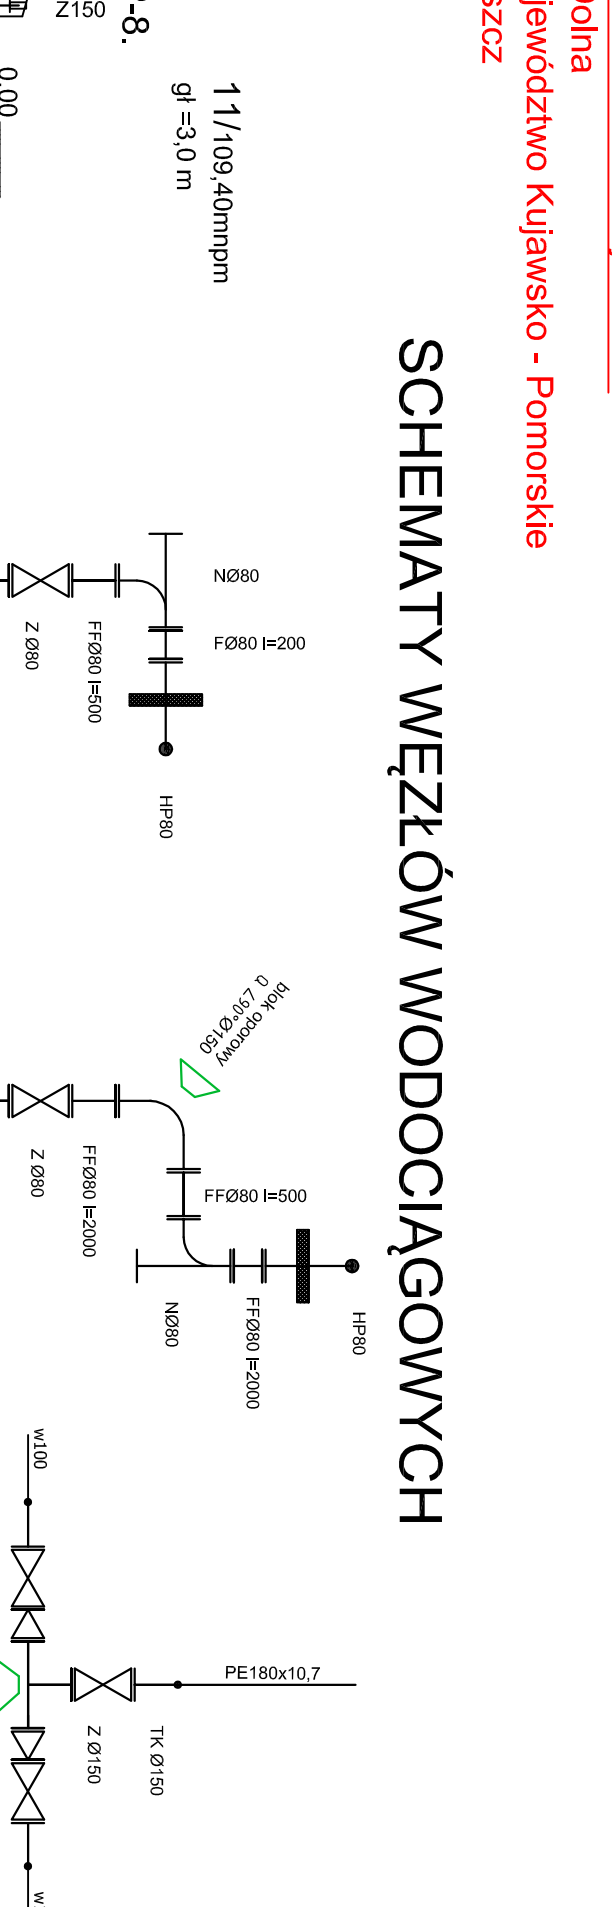 Dolna
jewództwo Kujawsko - Pomorskie
szcz
SCHEMATY WĘZŁÓW WODOCIĄGOWYCH
-8.
Z150
0.00
11/109,40mnpm
gł =3,0 m
NØ80
FØ80 l=200
FFØ80 l=500
Z Ø80
HP80
blok oporowy
Q ∠90° Ø150
FFØ80 l=500
HP80
FFØ80 l=2000
NØ80
FFØ80 l=2000
Z Ø80
w100
PE180x10,7
TK Ø150
Z Ø150